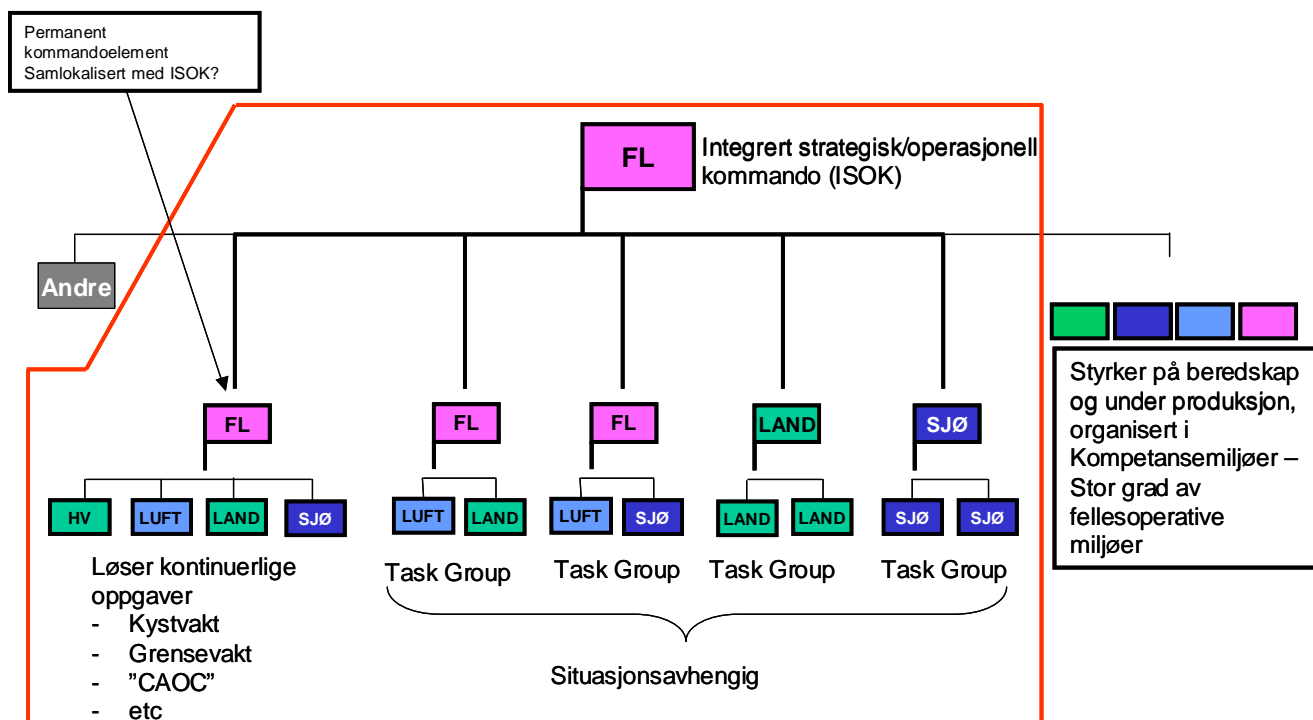 Permanent
kommandoelement
Samlokalisert med ISOK?
FL
Integrert strategisk/operasjonell
kommando (ISOK)
Andre
FL
FL
FL
LAND
SJØ
HV
LUFT
LAND
SJØ
LUFT
LAND
LUFT
SJØ
LAND
LAND
SJØ
SJØ
Løser kontinuerlige
oppgaver
- Kystvakt
- Grensevakt
- ”CAOC”
- etc
Task Group
Task Group
Task Group
Task Group
Situasjonsavhengig
Styrker på beredskap
og under produksjon,
organisert i
Kompetansemiljøer –
Stor grad av
fellesoperative
miljøer